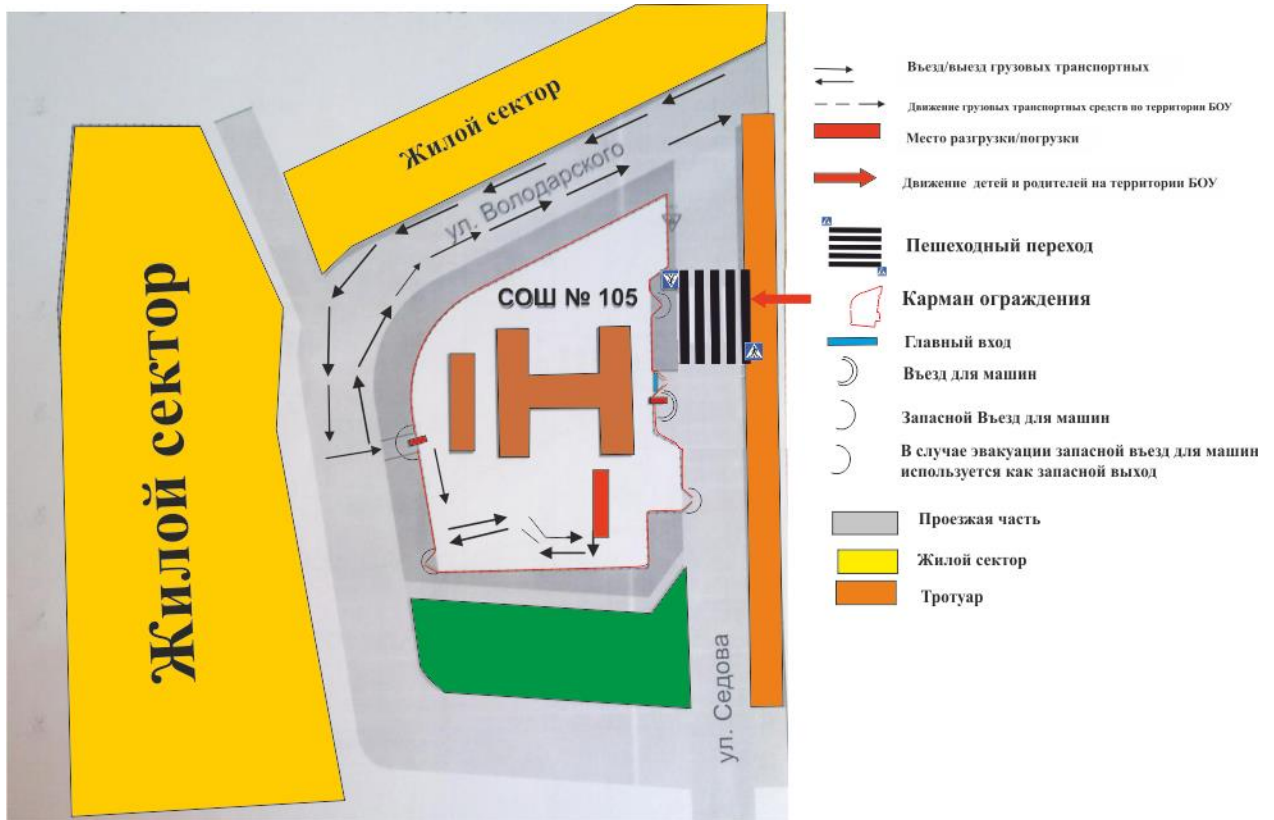 Жилой сектор
Жилой сектор
ул. Володарского
СОШ № 105
ул. Седова
Въезд/выезд грузовых транспортных
Движение грузовых транспортных средств по территории БОУ
Место разгрузки/погрузки
Движение детей и родителей на территории БОУ
Пешеходный переход
Карман ограждения
Главный вход
Въезд для машин
Запасной Въезд для машин
В случае эвакуации запасной въезд для машин
используется как запасной выход
Проезжая часть
Жилой сектор
Тротуар